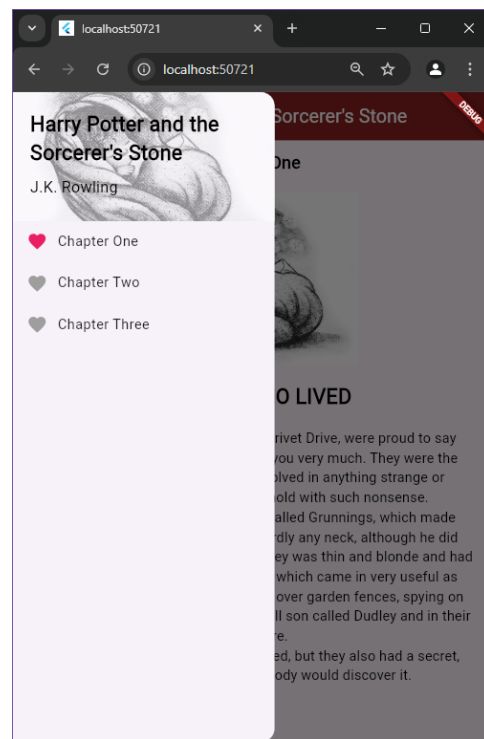 localhost:50721
localhost:50721
DEBUG
Sorcerer's Stone
Harry Potter and the
Sorcerer's Stone
J.K. Rowling
Chapter One
Chapter Two
Chapter Three
One
O LIVED
rivet Drive, were proud to say
you very much. They were the
olved in anything strange or
hold with such nonsense.
alled Grunnings, which made
rdly any neck, although he did
ey was thin and blonde and had
which came in very useful as
over garden fences, spying on
ll son called Dudley and in their
re.
ed, but they also had a secret,
ody would discover it.